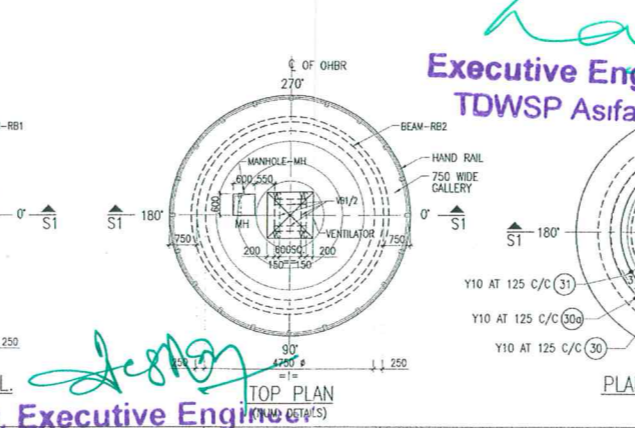 ℄ OF OHBR
270°
Executive Eng
TDWSP Asifa
-RB1
BEAM-RB2
MANHOLE-MH
HAND RAIL
600 550
750 WIDE
GALLERY
600
VB1/2
0°
S1
S1
180°
MH
0°
S1
VENTILATOR
S1
180°
750
200
600SQ.
200
750
150
150
Y10 AT 125 C/C 31
Y10 AT 125 C/C 30a
250
90°
Y10 AT 125 C/C 30
250
4750 ø
250
L.
TOP PLAN
PLA
Executive Engineer
(NUM. DETAILS)